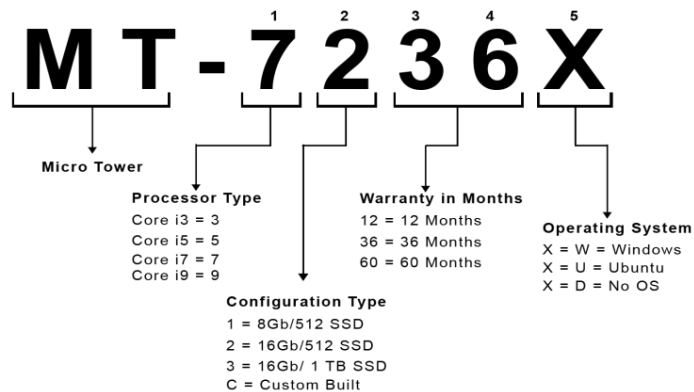 1 2 3 4 5
MT-7236X
Micro Tower
Processor Type
Core i3 = 3
Core i5 = 5
Core i7 = 7
Core i9 = 9
Configuration Type
1 = 8Gb/512 SSD
2 = 16Gb/512 SSD
3 = 16Gb/ 1 TB SSD
C = Custom Built
Warranty in Months
12 = 12 Months
36 = 36 Months
60 = 60 Months
Operating System
X = W = Windows
X = U = Ubuntu
X = D = No OS